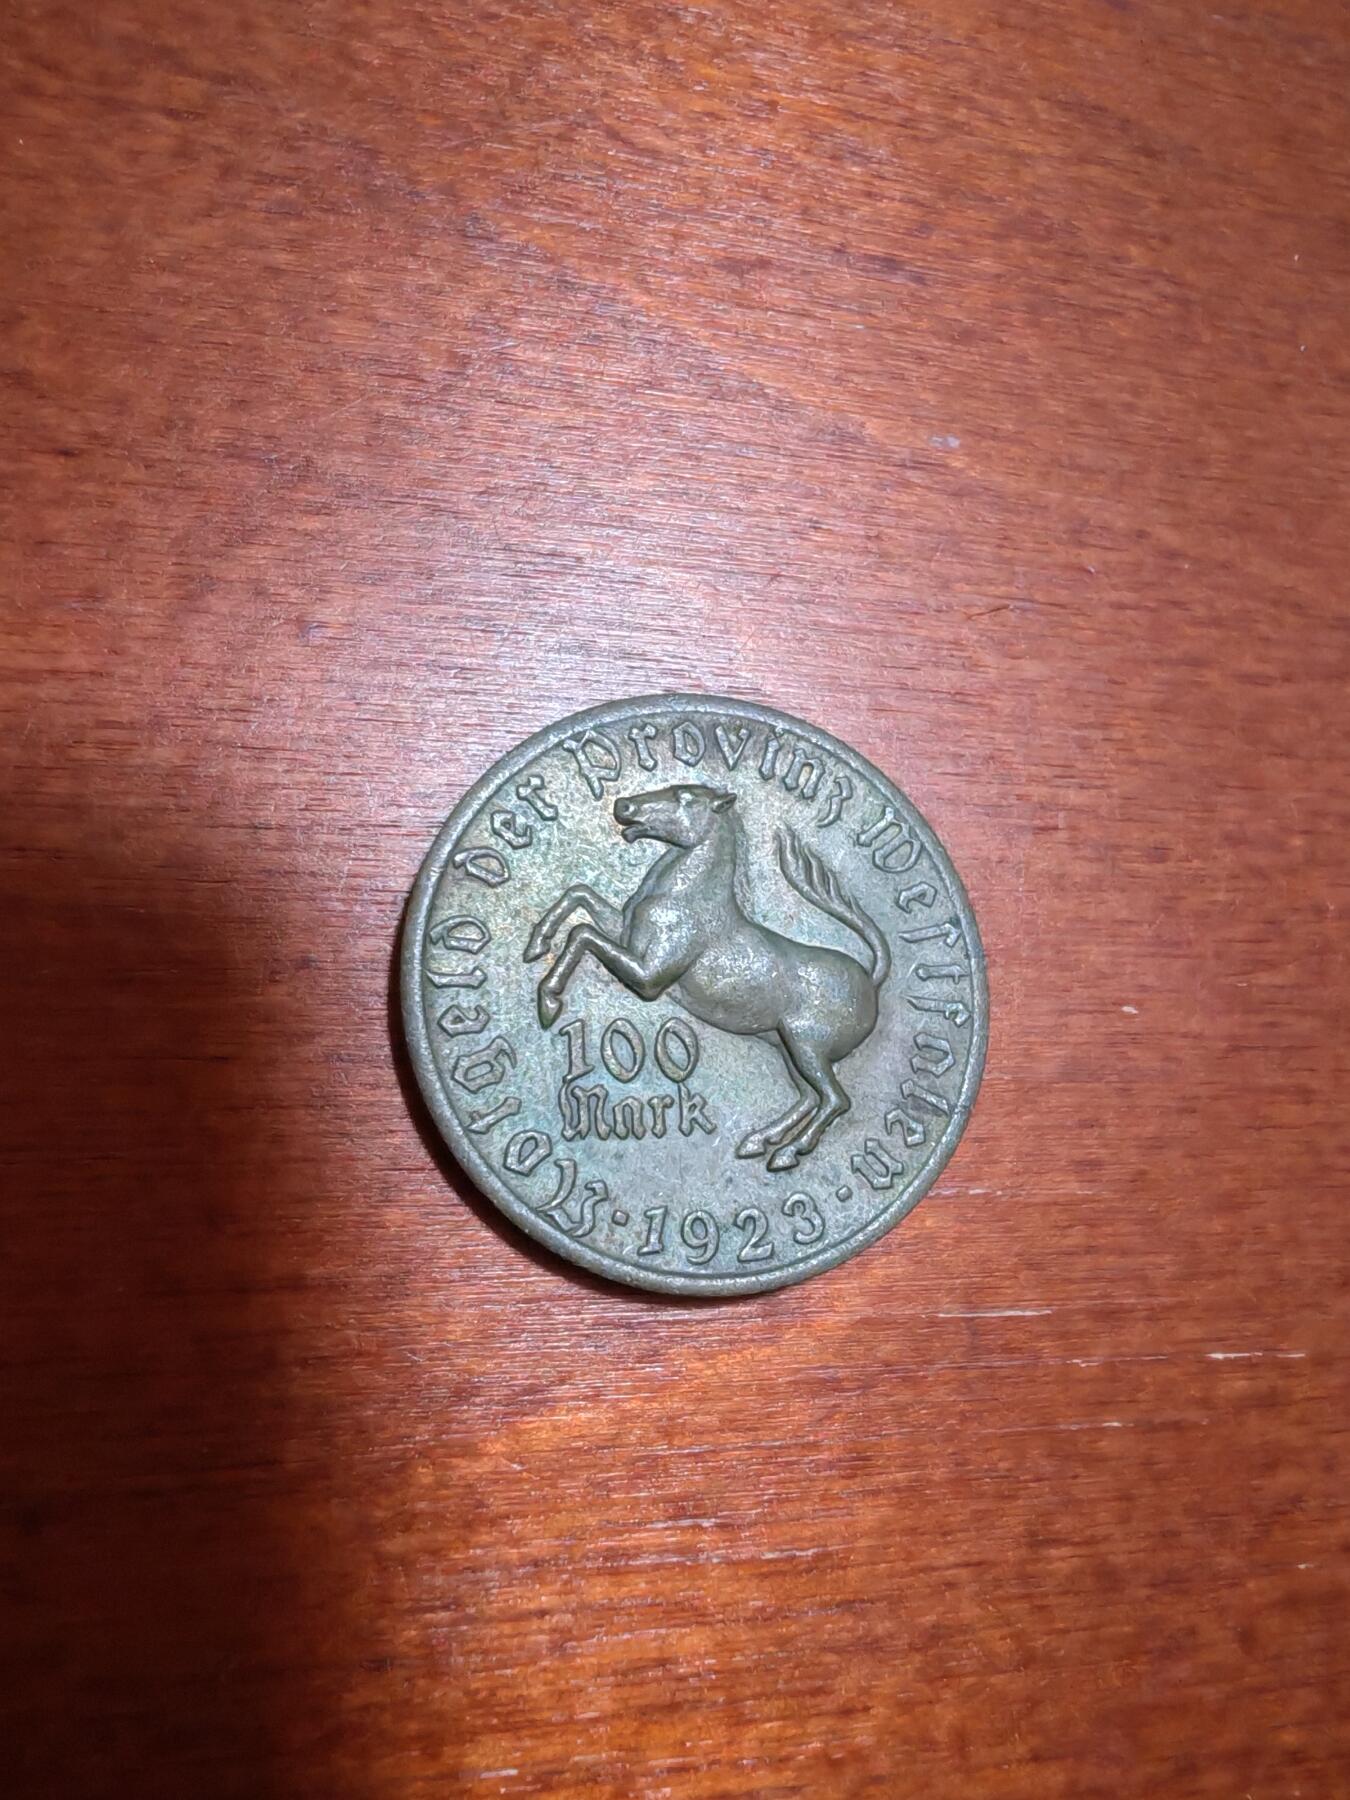 Notgeld der Provinz Westfalen
100
Mark
· 1923 ·